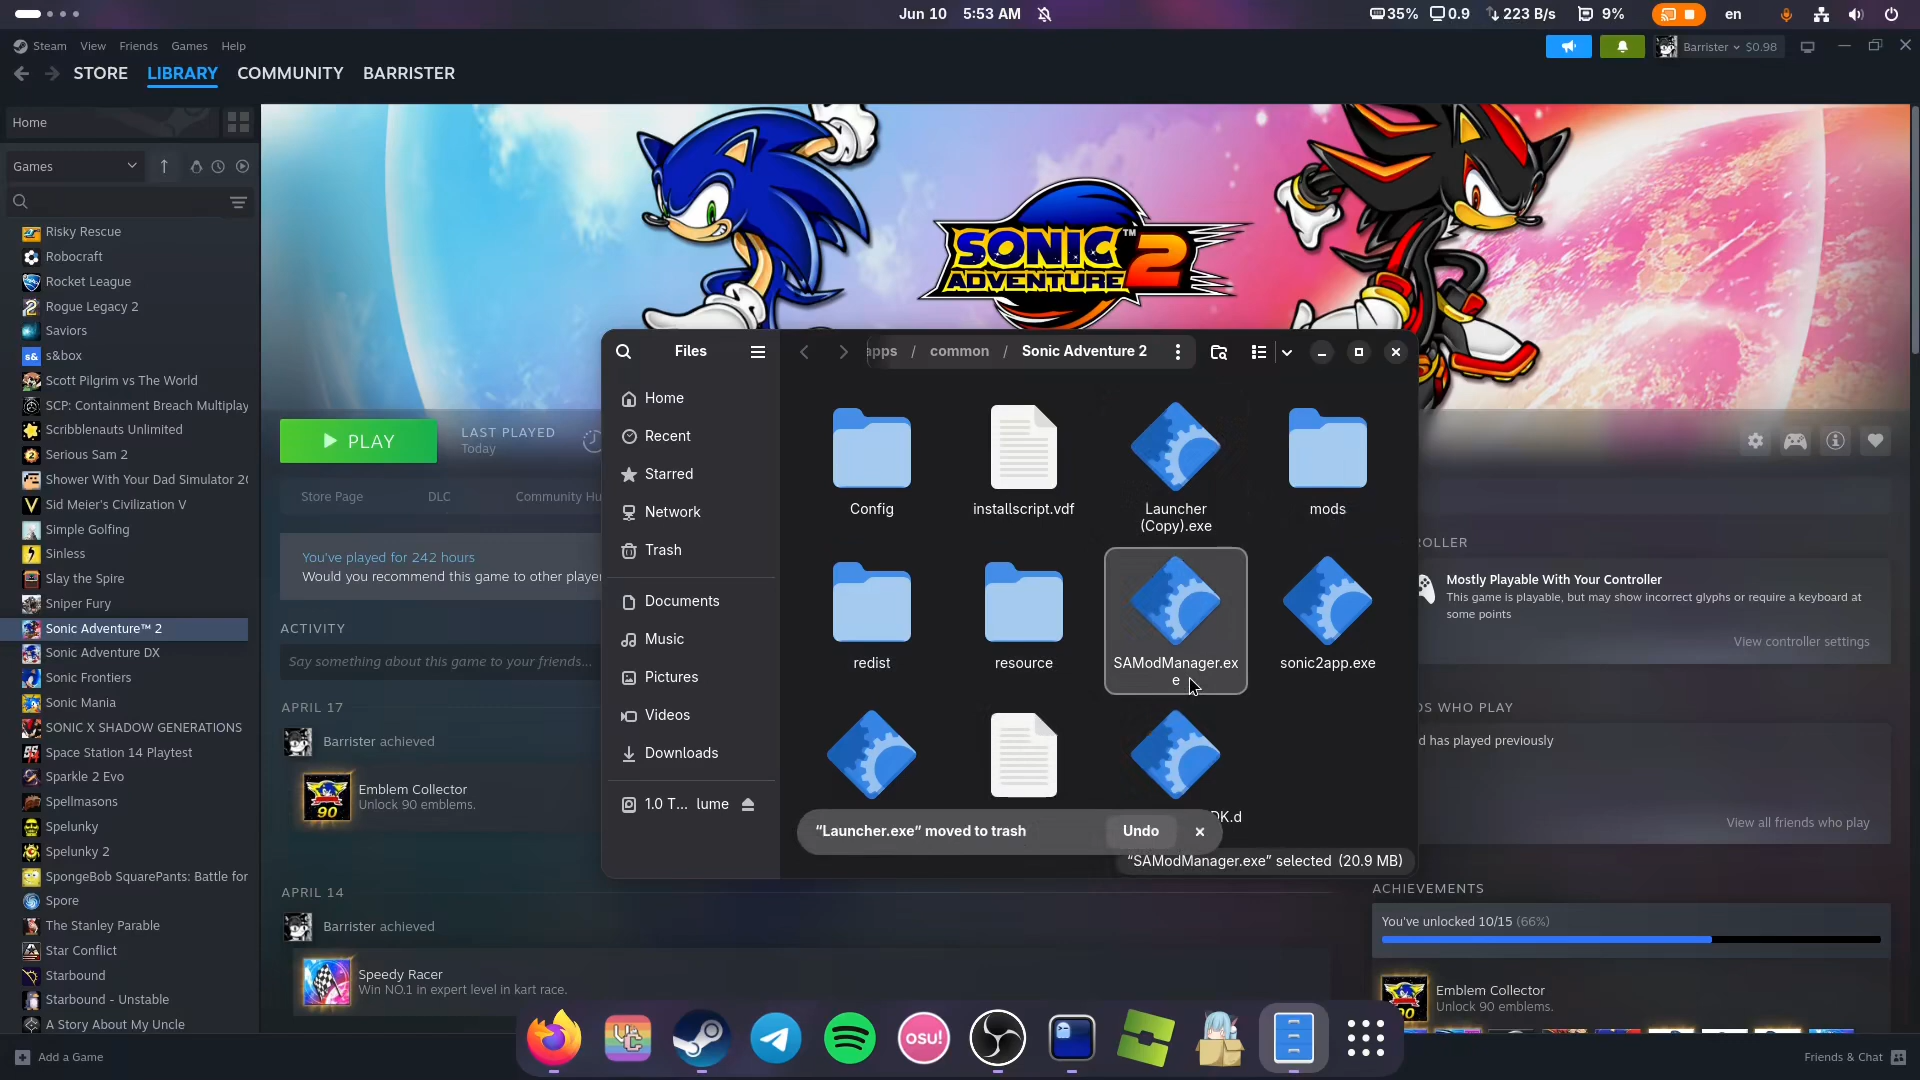 Jun 10 5:53 AM
35% 0.9 223 B/s 9% en
Steam View Friends Games Help
Barrister $0.98
STORE LIBRARY COMMUNITY BARRISTER
Home
Games
Risky Rescue
Robocraft
Rocket League
Rogue Legacy 2
Saviors
s&box
Scott Pilgrim vs The World
SCP: Containment Breach Multiplay
Scribblenauts Unlimited
Serious Sam 2
Shower With Your Dad Simulator 20
Sid Meier's Civilization V
Simple Golfing
Sinless
Slay the Spire
Sniper Fury
Sonic Adventure™ 2
Sonic Adventure DX
Sonic Frontiers
Sonic Mania
SONIC X SHADOW GENERATIONS
Space Station 14 Playtest
Sparkle 2 Evo
Spellmasons
Spelunky
Spelunky 2
SpongeBob SquarePants: Battle for
Spore
The Stanley Parable
Star Conflict
Starbound
Starbound - Unstable
A Story About My Uncle
Add a Game
SONIC
ADVENTURE 2
™
PLAY
LAST PLAYED
Today
Store Page DLC Community Hu
You've played for 242 hours
Would you recommend this game to other player
ACTIVITY
Say something about this game to your friends...
APRIL 17
Barrister achieved
90
Emblem Collector
Unlock 90 emblems.
APRIL 14
Barrister achieved
Speedy Racer
Win NO.1 in expert level in kart race.
Files
apps / common / Sonic Adventure 2
Home
Recent
Starred
Network
Trash
Documents
Music
Pictures
Videos
Downloads
1.0 T... lume
Config
installscript.vdf
Launcher
(Copy).exe
mods
redist
resource
SAModManager.ex
e
sonic2app.exe
DK.d
“Launcher.exe” moved to trash Undo
“SAModManager.exe” selected (20.9 MB)
OLLER
Mostly Playable With Your Controller
This game is playable, but may show incorrect glyphs or require a keyboard at
some points
View controller settings
DS WHO PLAY
d has played previously
View all friends who play
ACHIEVEMENTS
You've unlocked 10/15 (66%)
Emblem Collector
Unlock 90 emblems.
90
UC
osu!
Friends & Chat